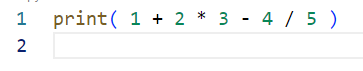 1 print( 1 + 2 * 3 - 4 / 5 )
2